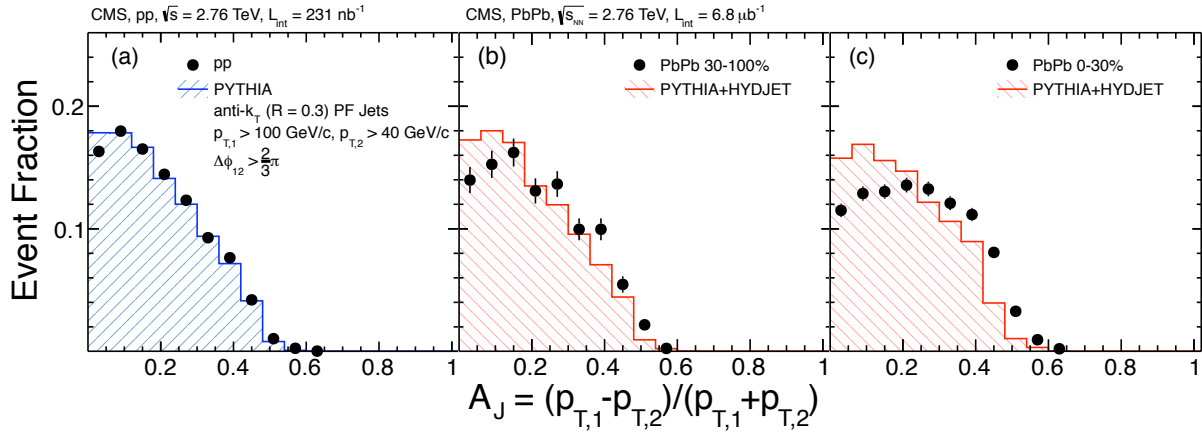 CMS, pp, √s = 2.76 TeV, L_int = 231 nb⁻¹
CMS, PbPb, √s_NN = 2.76 TeV, L_int = 6.8 μb⁻¹
(a)
pp
PYTHIA
anti-k_T (R = 0.3) PF Jets
p_T,1 > 100 GeV/c, p_T,2 > 40 GeV/c
Δϕ_12 > 2/3 π
(b)
PbPb 30-100%
PYTHIA+HYDJET
(c)
PbPb 0-30%
PYTHIA+HYDJET
Event Fraction
0.2
0.1
0.2 0.4 0.6 0.8 1
0.2 0.4 0.6 0.8 1
0.2 0.4 0.6 0.8 1
A_J = (p_T,1-p_T,2)/(p_T,1+p_T,2)